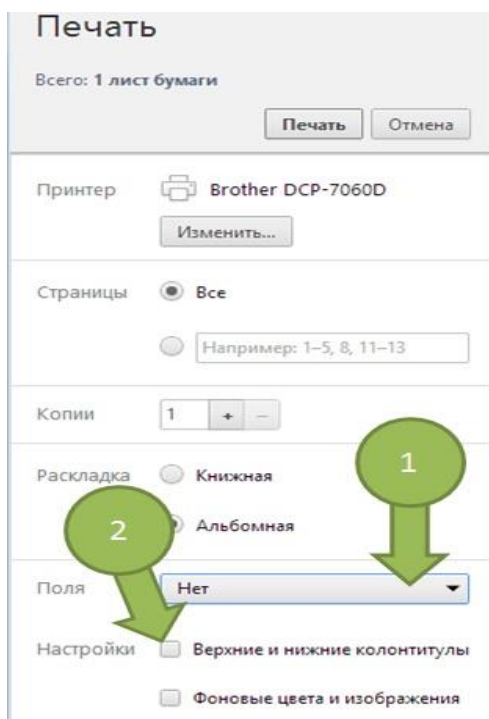 Печать
Всего: 1 лист бумаги
Печать Отмена
Принтер Brother DCP-7060D
Изменить...
Страницы Все
Например: 1–5, 8, 11–13
Копии 1 + –
Раскладка Книжная
1
2
Альбомная
Поля Нет
Настройки Верхние и нижние колонтитулы
Фоновые цвета и изображения